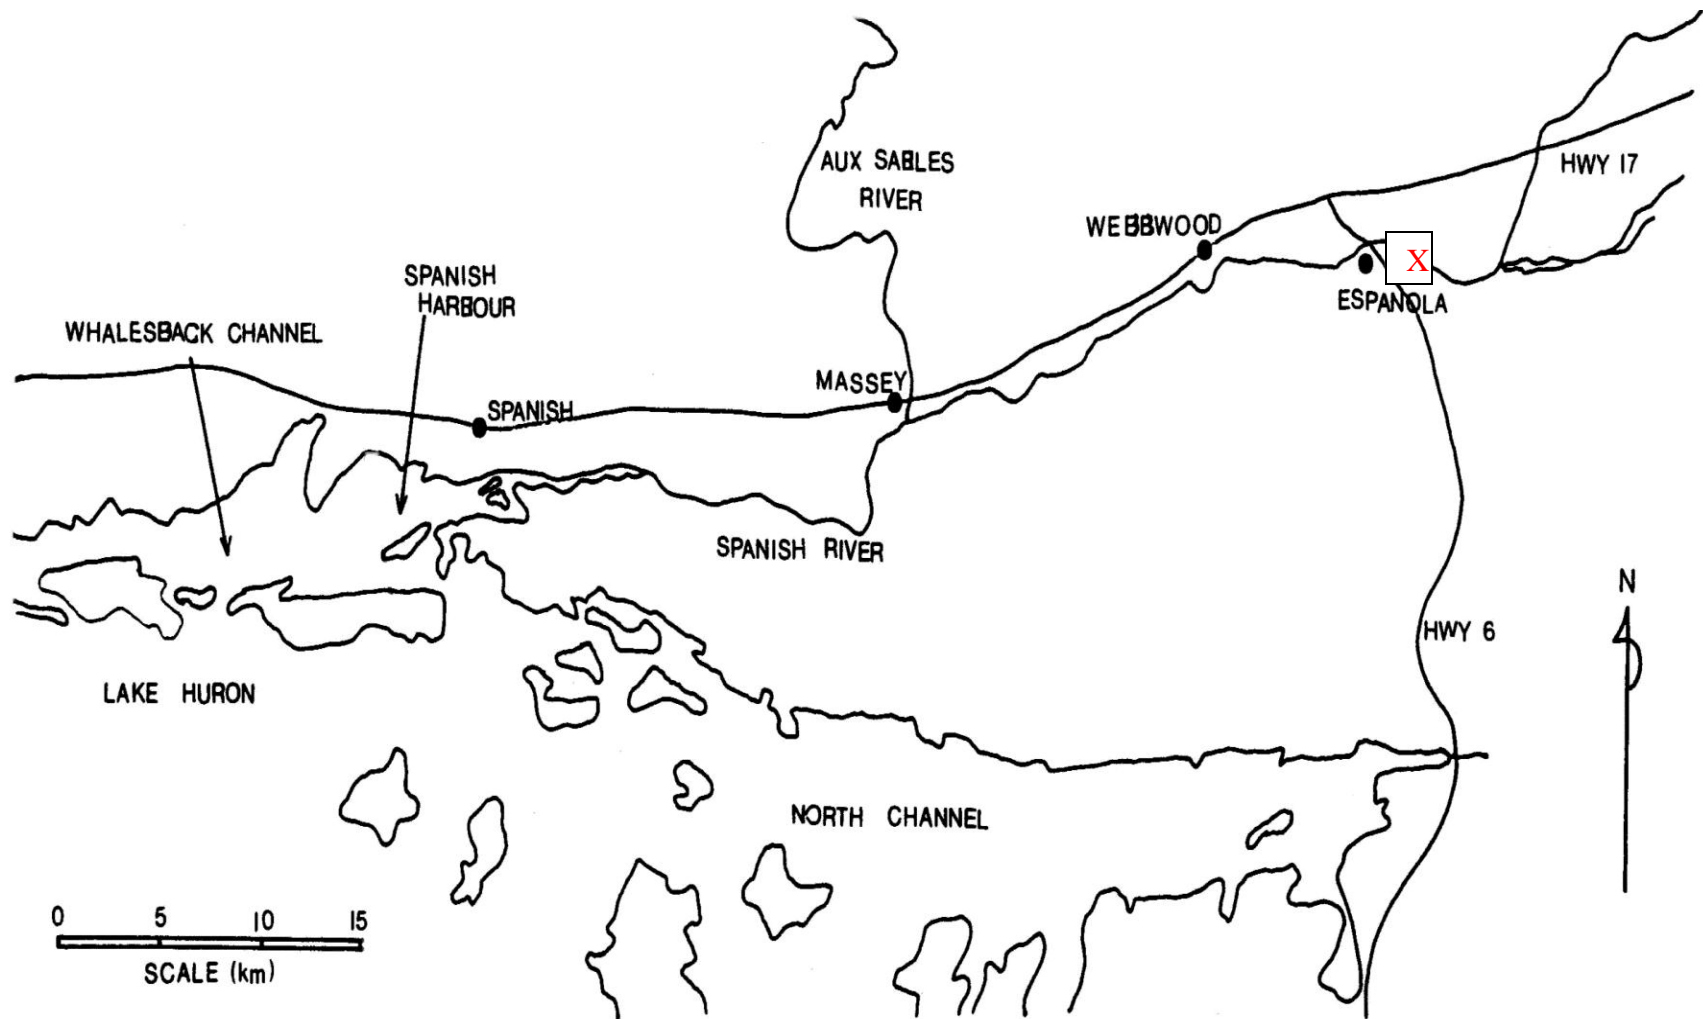 AUX SABLES
RIVER
HWY 17
WEBBWOOD
X
ESPANOLA
SPANISH
HARBOUR
WHALESBACK CHANNEL
MASSEY
SPANISH
SPANISH RIVER
N
HWY 6
LAKE HURON
NORTH CHANNEL
0 5 10 15
SCALE (km)